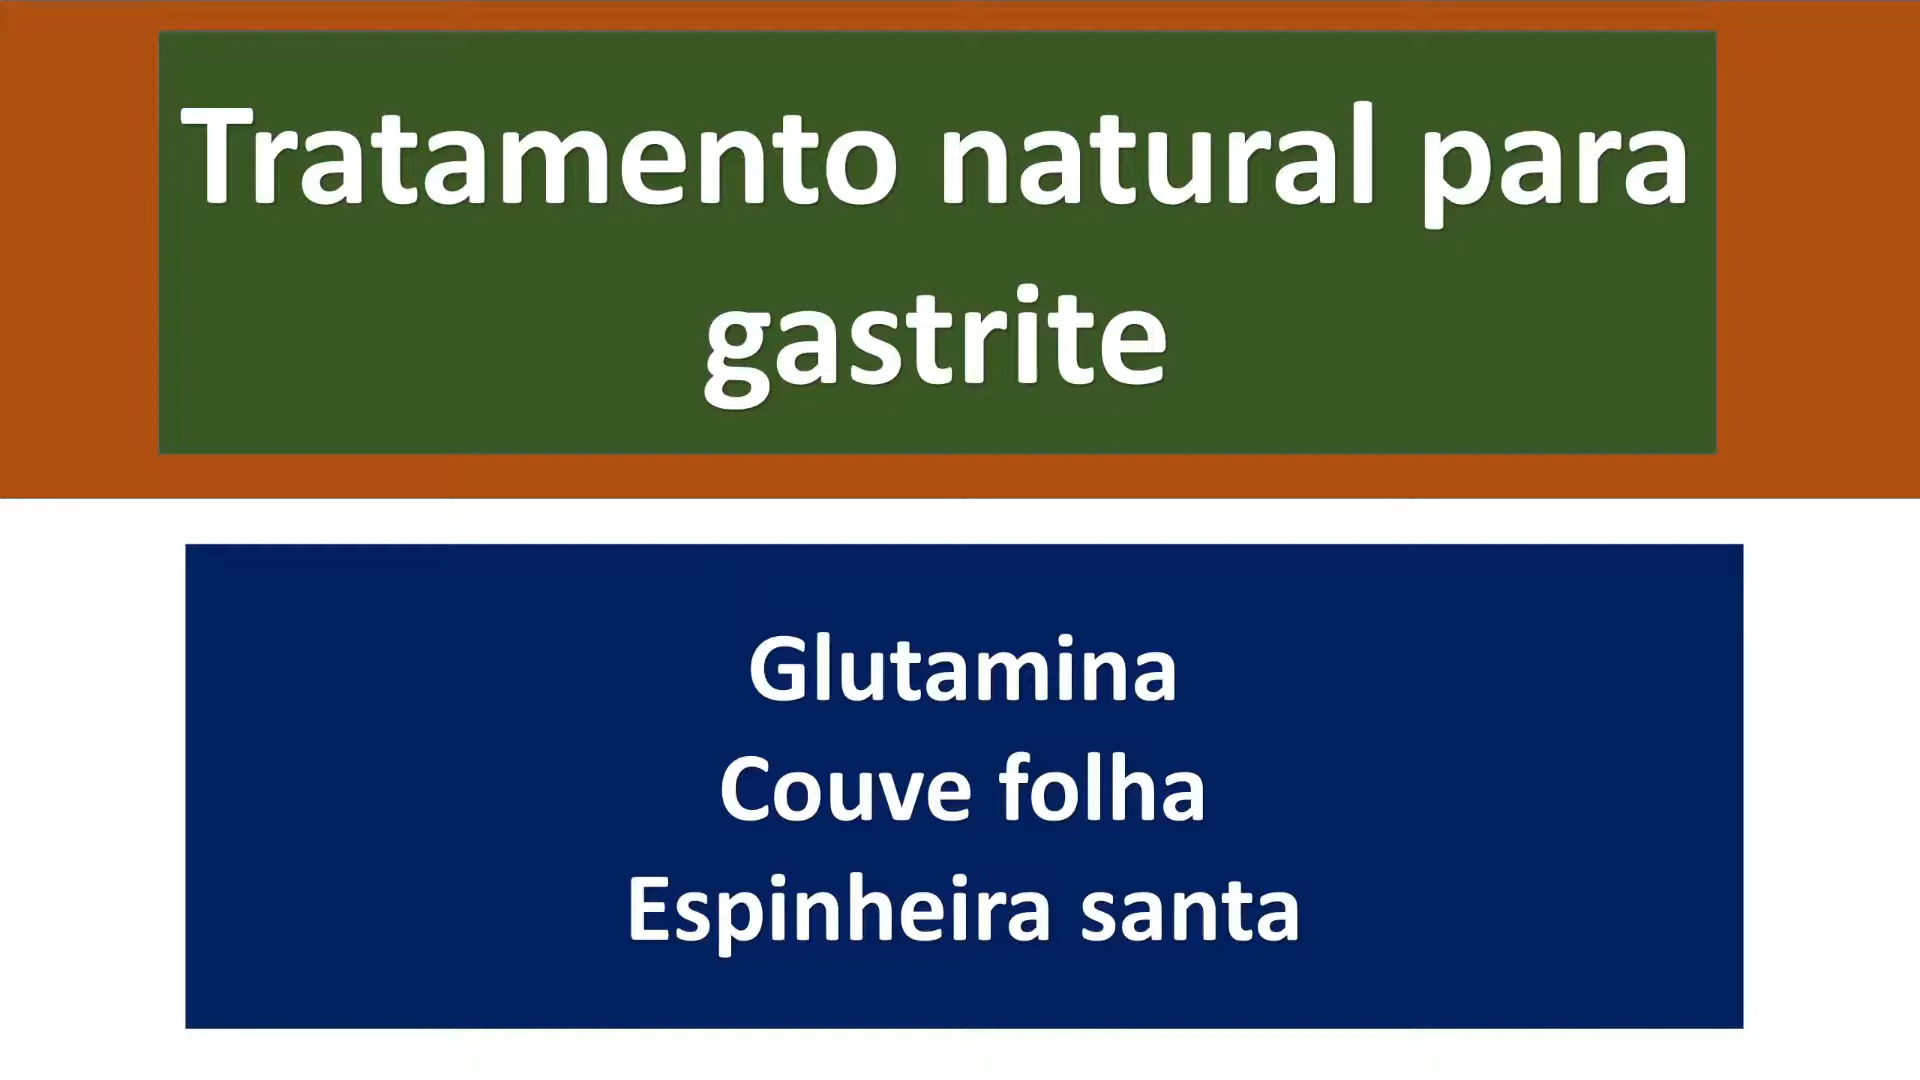 Tratamento natural para
gastrite
Glutamina
Couve folha
Espinheira santa